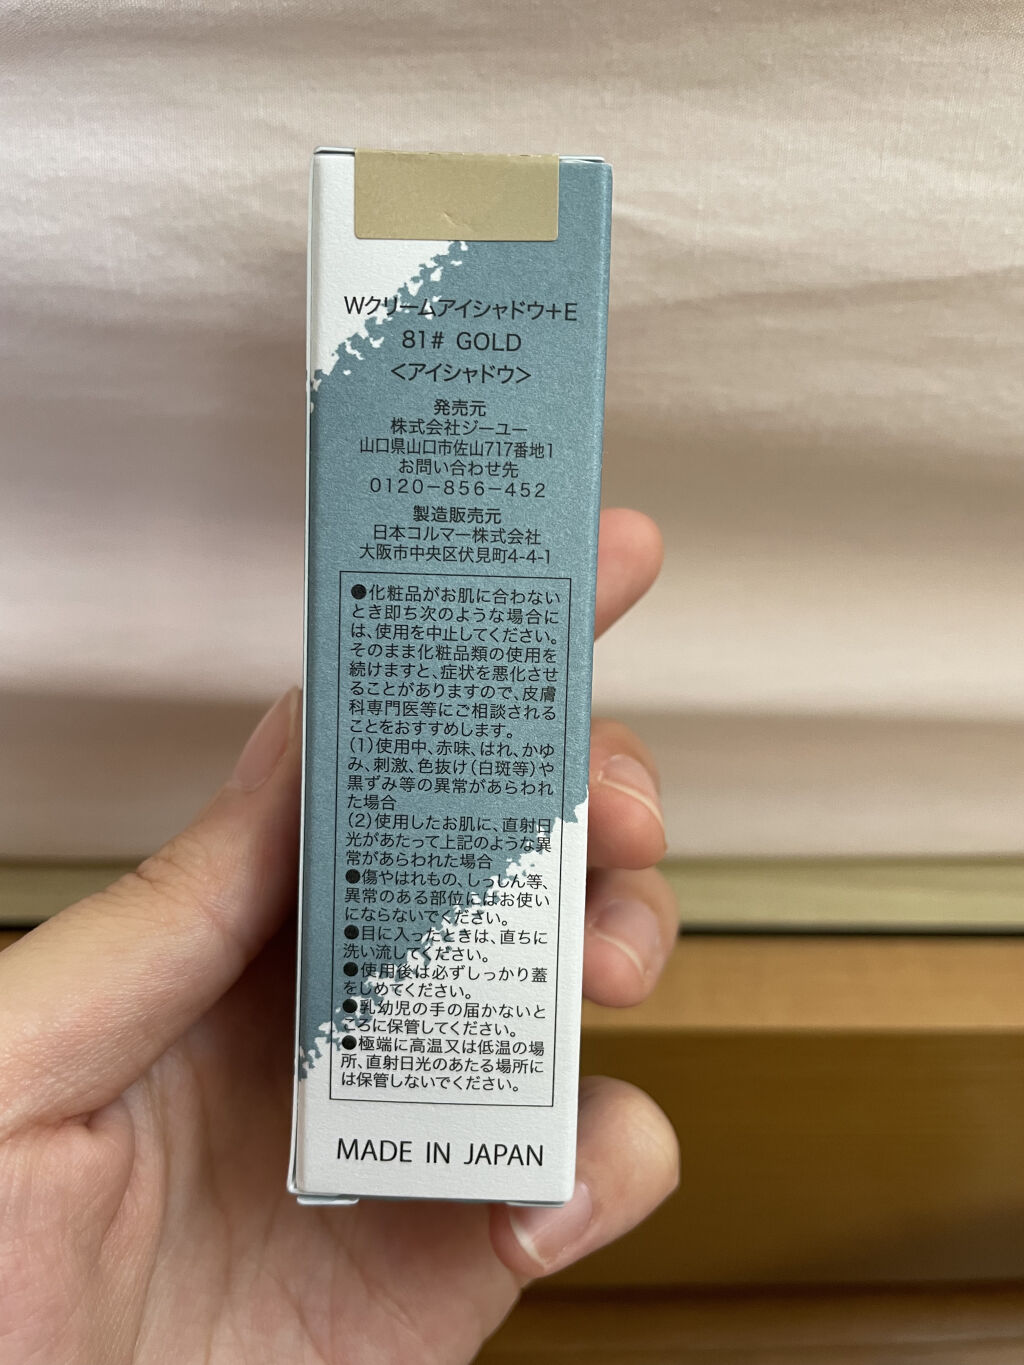 Wクリームアイシャドウ+E
81# GOLD
<アイシャドウ>
発売元
株式会社ジーユー
山口県山口市佐山717番地1
お問い合わせ先
0120-856-452
製造販売元
日本コルマー株式会社
大阪市中央区伏見町4-4-1
●化粧品がお肌に合わない
とき即ち次のような場合に
は、使用を中止してください。
そのまま化粧品類の使用を
続けますと、症状を悪化させ
ることがありますので、皮膚
科専門医等にご相談される
ことをおすすめします。
(1)使用中、赤味、はれ、かゆ
み、刺激、色抜け(白斑等)や
黒ずみ等の異常があらわれ
た場合
(2)使用したお肌に、直射日
光があたって上記のような異
常があらわれた場合
●傷やはれもの、しっしん等、
異常のある部位にはお使い
にならないでください。
●目に入ったときは、直ちに
洗い流してください。
●使用後は必ずしっかり蓋
をしめてください。
●乳幼児の手の届かないと
ころに保管してください。
●極端に高温又は低温の場
所、直射日光のあたる場所に
は保管しないでください。
MADE IN JAPAN